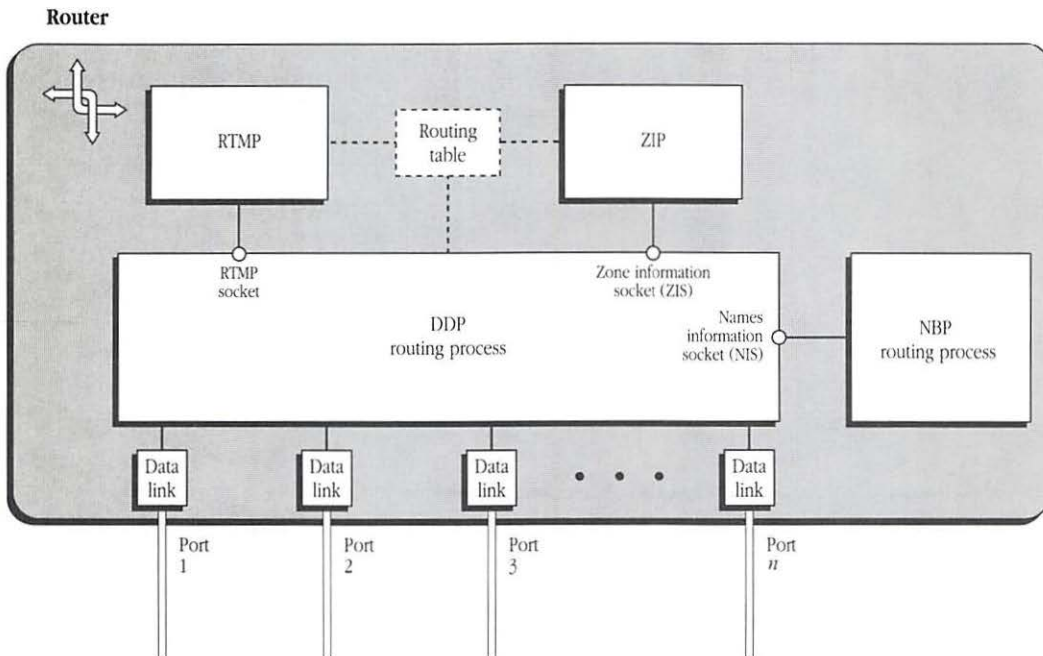 Router
RTMP
Routing
table
ZIP
RTMP
socket
Zone information
socket (ZIS)
DDP
routing process
Names
information
socket (NIS)
NBP
routing process
Data
link
Data
link
Data
link
• • •
Data
link
Port
1
Port
2
Port
3
Port
n